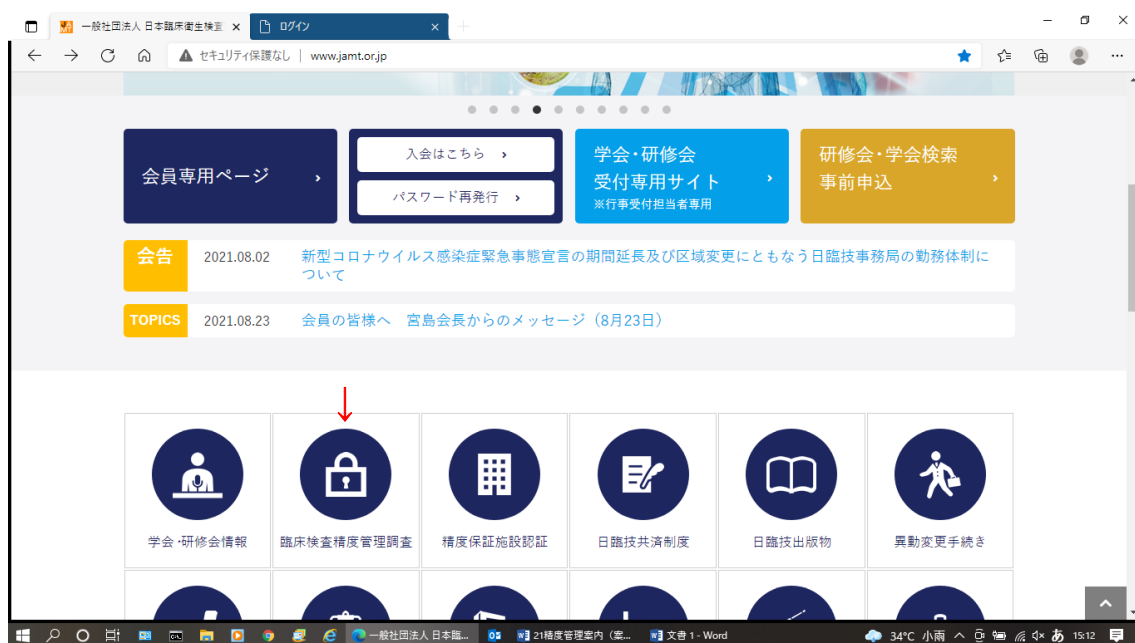 一般社団法人 日本臨床衛生検査
ログイン
セキュリティ保護なし | www.jamt.or.jp
会員専用ページ
入会はこちら
パスワード再発行
学会・研修会
受付専用サイト
※行事受付担当者専用
研修会・学会検索
事前申込
会告 2021.08.02 新型コロナウイルス感染症緊急事態宣言の期間延長及び区域変更にともなう日臨技事務局の勤務体制に
ついて
TOPICS 2021.08.23 会員の皆様へ 宮島会長からのメッセージ（8月23日）
学会・研修会情報
臨床検査精度管理調査
精度保証施設認証
日臨技共済制度
日臨技出版物
異動変更手続き
一般社団法人 日本臨... 21精度管理案内（案... 文書 1 - Word 34°C 小雨 あ 15:12